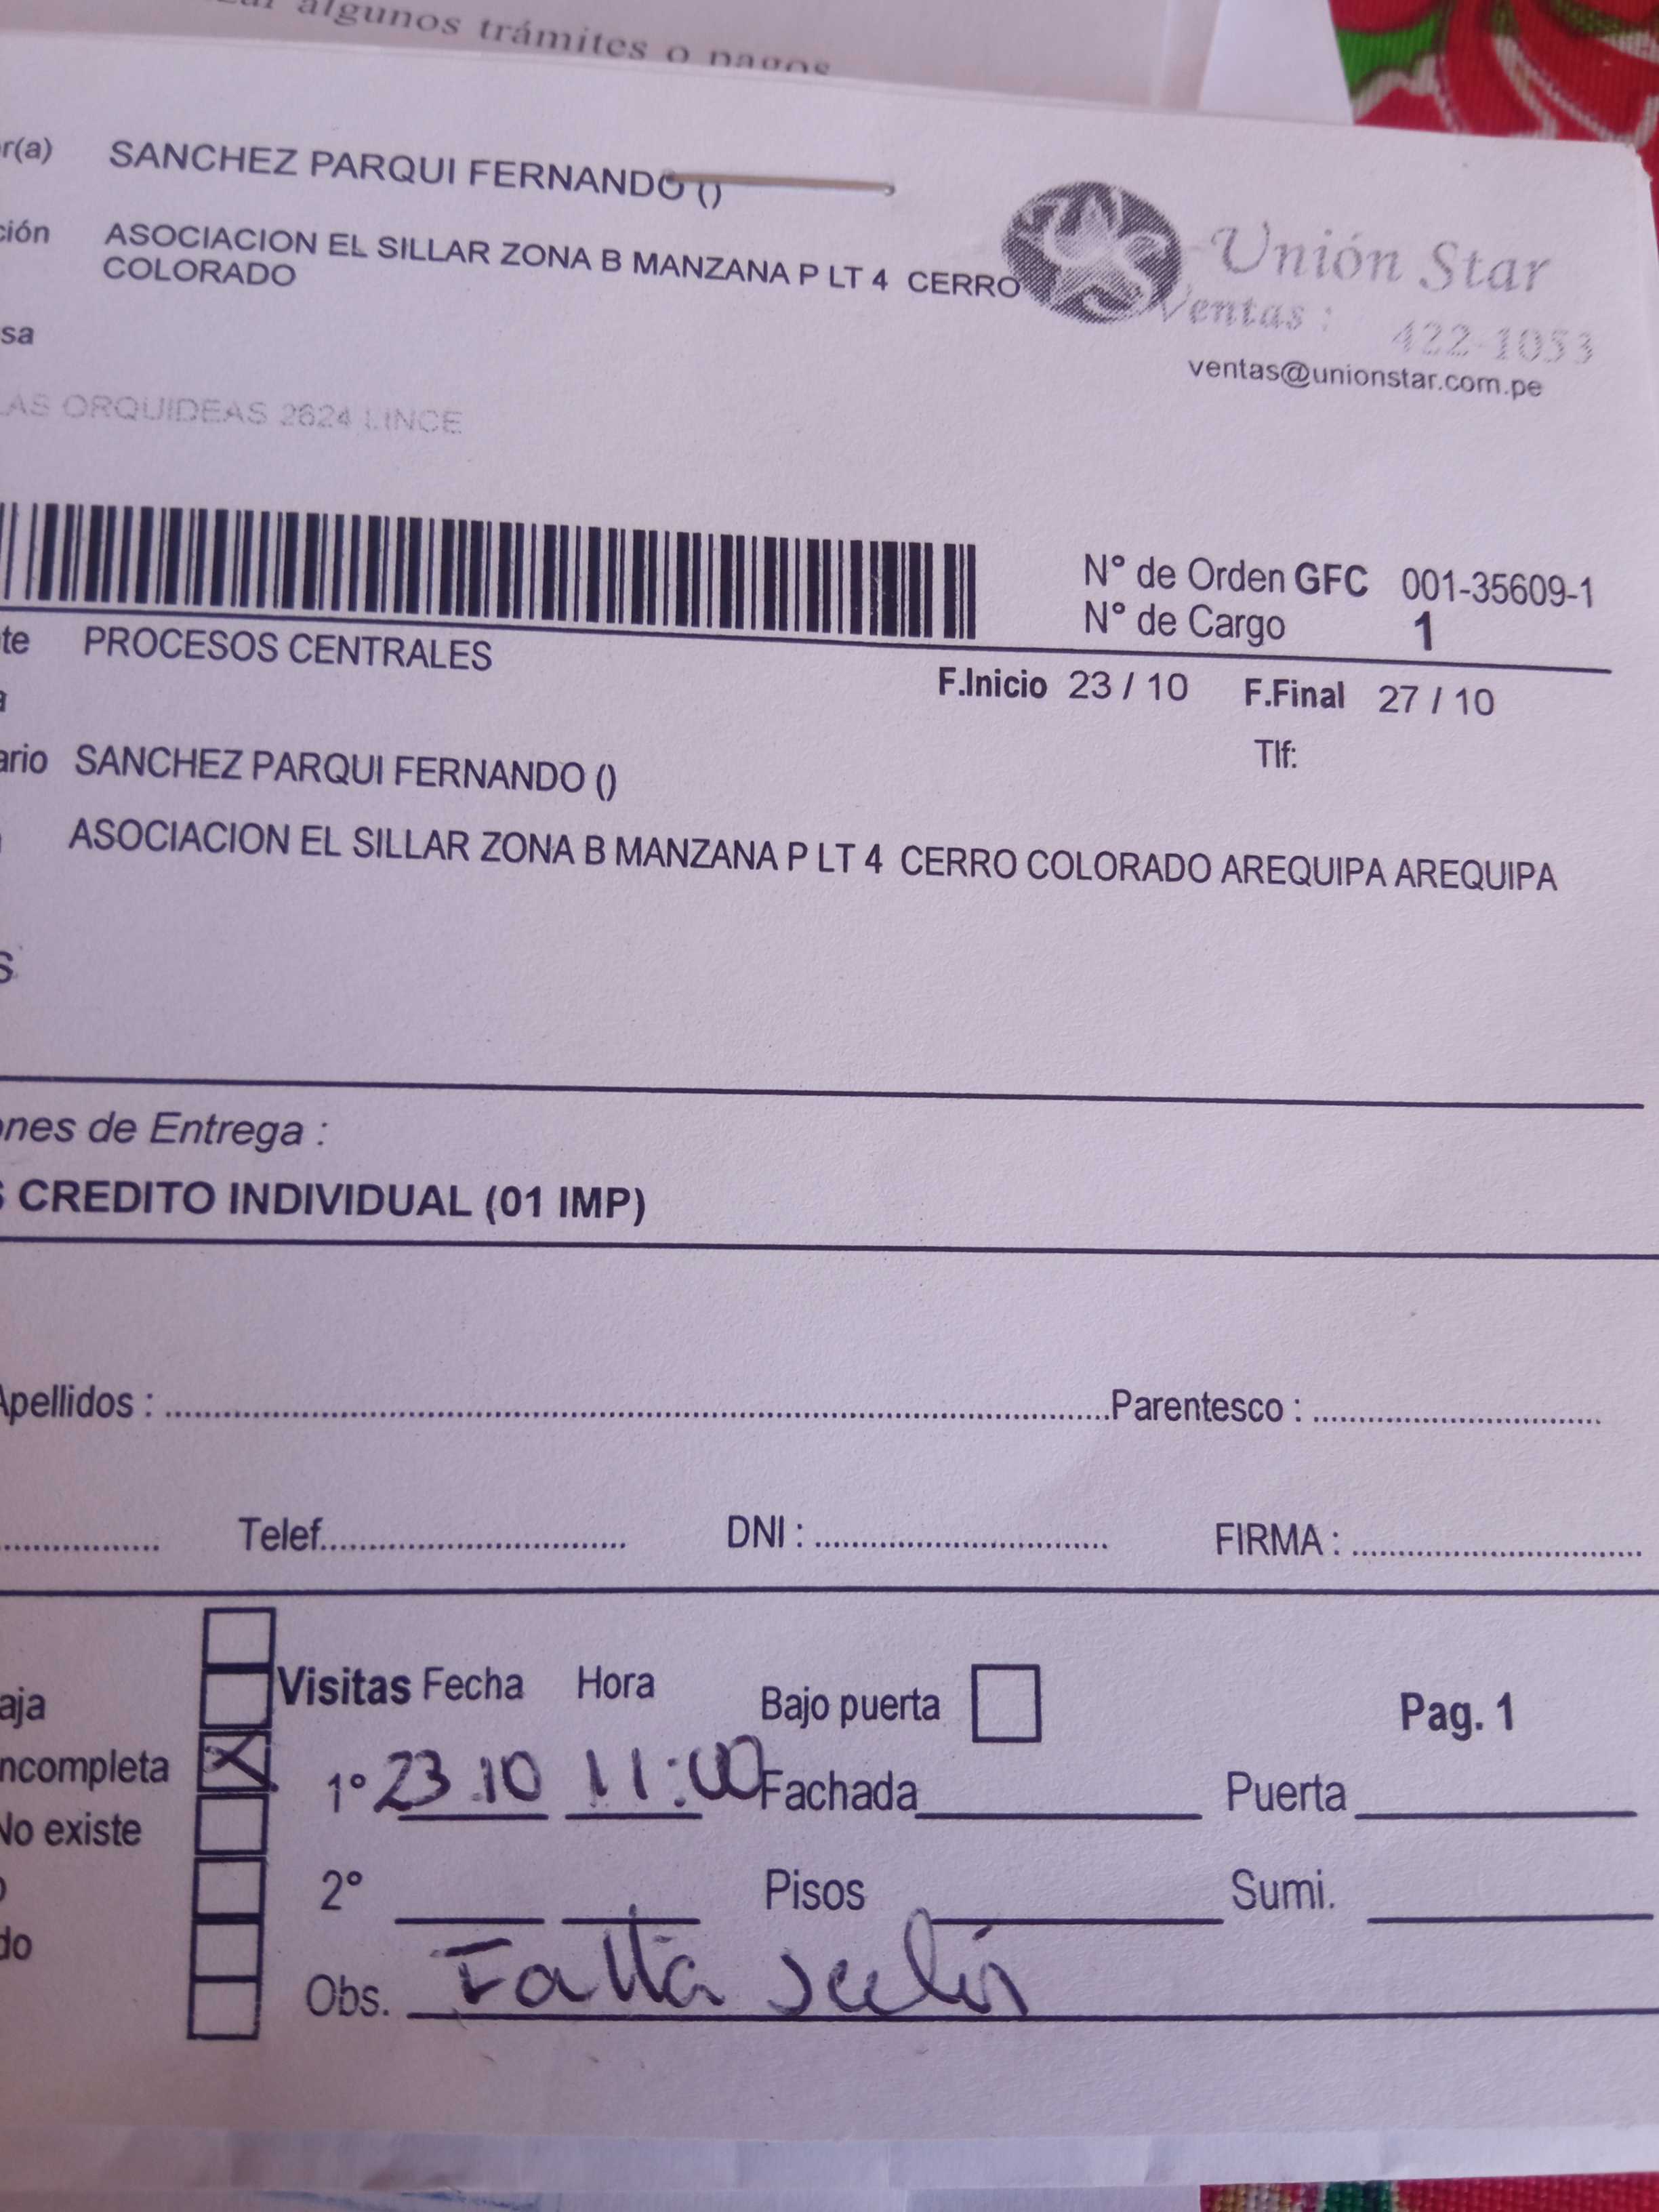 algunos trámites o pagos
r(a) SANCHEZ PARQUI FERNANDO ()
ción ASOCIACION EL SILLAR ZONA B MANZANA P LT 4 CERRO
COLORADO
Unión Star
Ventas : 422-1053
sa
ventas@unionstar.com.pe
LAS ORQUIDEAS 2624 LINCE
N° de Orden GFC 001-35609-1
N° de Cargo 1
te PROCESOS CENTRALES
F.Inicio 23 / 10 F.Final 27 / 10
a
Tlf:
ario SANCHEZ PARQUI FERNANDO ()
ASOCIACION EL SILLAR ZONA B MANZANA P LT 4 CERRO COLORADO AREQUIPA AREQUIPA
S
ones de Entrega :
S CREDITO INDIVIDUAL (01 IMP)
Apellidos : Parentesco :
Telef. DNI : FIRMA :
Visitas Fecha Hora Bajo puerta Pag. 1
aja
ncompleta 1° 23.10 11:00 Fachada Puerta
No existe
2° Pisos Sumi.
do
Obs. Falta